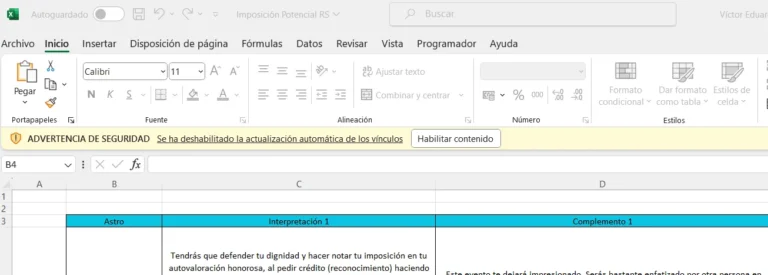 Autoguardado
Imposición Potencial RS
Buscar
Víctor Eduar
Archivo Inicio Insertar Disposición de página Fórmulas Datos Revisar Vista Programador Ayuda
Calibri 11 A A
Ajustar texto
Pegar
N K S A
Combinar y centrar
% 000
Formato condicional
Dar formato como tabla
Estilos de celda
Portapapeles Fuente Alineación Número Estilos
ADVERTENCIA DE SEGURIDAD Se ha deshabilitado la actualización automática de los vínculos Habilitar contenido
B4 fx
A B C D
1
2
3 Astro Interpretación 1 Complemento 1
Tendrás que defender tu dignidad y hacer notar tu imposición en tu
autovaloración honorosa, al pedir crédito (reconocimiento) haciendo
Este evento te dejará impresionado. Serás bastante enfatizado por otra persona en